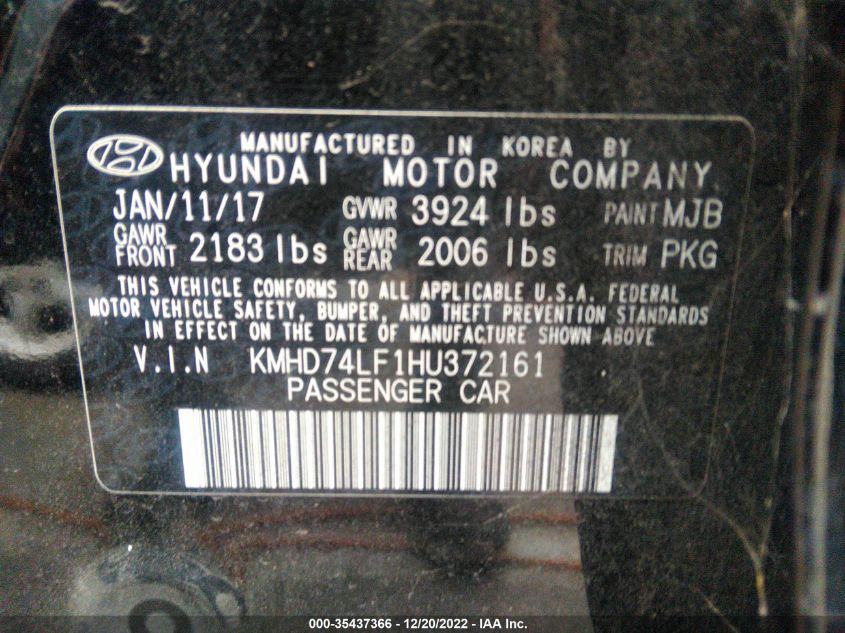 MANUFACTURED IN KOREA BY
HYUNDAI MOTOR COMPANY.
JAN/11/17 GVWR 3924 lbs PAINT MJB
GAWR FRONT 2183 lbs GAWR REAR 2006 lbs TRIM PKG
THIS VEHICLE CONFORMS TO ALL APPLICABLE U.S.A. FEDERAL
MOTOR VEHICLE SAFETY, BUMPER, AND THEFT PREVENTION STANDARDS
IN EFFECT ON THE DATE OF MANUFACTURE SHOWN ABOVE
V.I.N KMHD74LF1HU372161
PASSENGER CAR
000-35437366 - 12/20/2022 - IAA Inc.